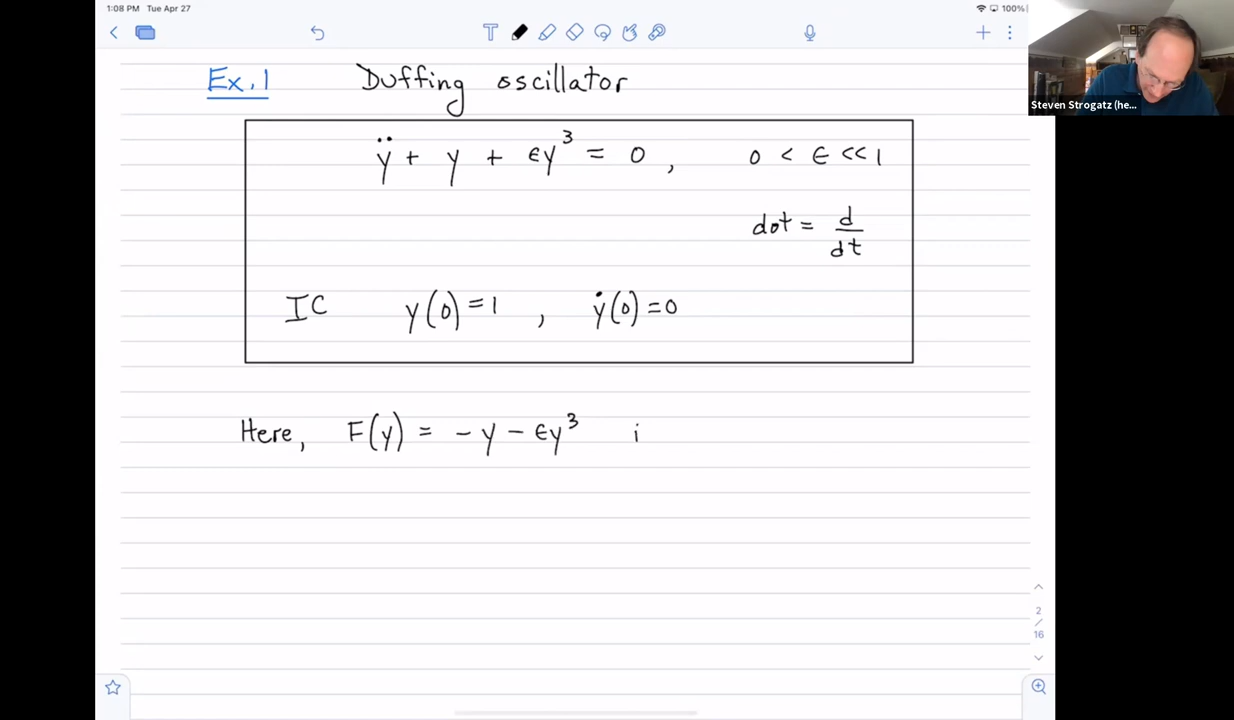 1:08 PM Tue Apr 27
100%
Steven Strogatz (he...
Ex. 1 Duffing oscillator
ÿ + y + εy³ = 0, 0 < ε << 1
dot = d/dt
IC y(0) = 1, ẏ(0) = 0
Here, F(y) = -y - εy³ i
2
/
16